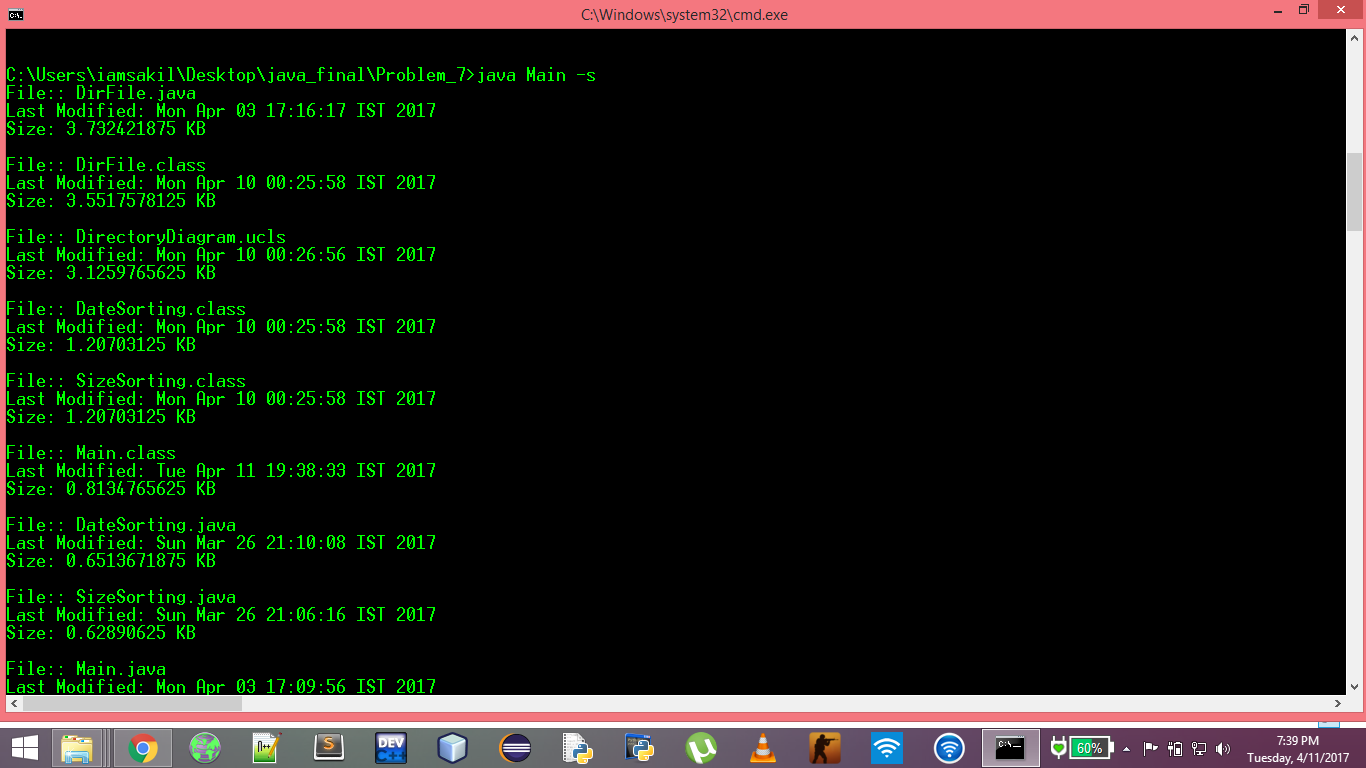 C:\Windows\system32\cmd.exe
C:\Users\iamsakil\Desktop\java_final\Problem_7>java Main -s
File:: DirFile.java
Last Modified: Mon Apr 03 17:16:17 IST 2017
Size: 3.732421875 KB
File:: DirFile.class
Last Modified: Mon Apr 10 00:25:58 IST 2017
Size: 3.5517578125 KB
File:: DirectoryDiagram.ucls
Last Modified: Mon Apr 10 00:26:56 IST 2017
Size: 3.1259765625 KB
File:: DateSorting.class
Last Modified: Mon Apr 10 00:25:58 IST 2017
Size: 1.20703125 KB
File:: SizeSorting.class
Last Modified: Mon Apr 10 00:25:58 IST 2017
Size: 1.20703125 KB
File:: Main.class
Last Modified: Tue Apr 11 19:38:33 IST 2017
Size: 0.8134765625 KB
File:: DateSorting.java
Last Modified: Sun Mar 26 21:10:08 IST 2017
Size: 0.6513671875 KB
File:: SizeSorting.java
Last Modified: Sun Mar 26 21:06:16 IST 2017
Size: 0.62890625 KB
File:: Main.java
Last Modified: Mon Apr 03 17:09:56 IST 2017
DEV
C++
60%
7:39 PM
Tuesday, 4/11/2017